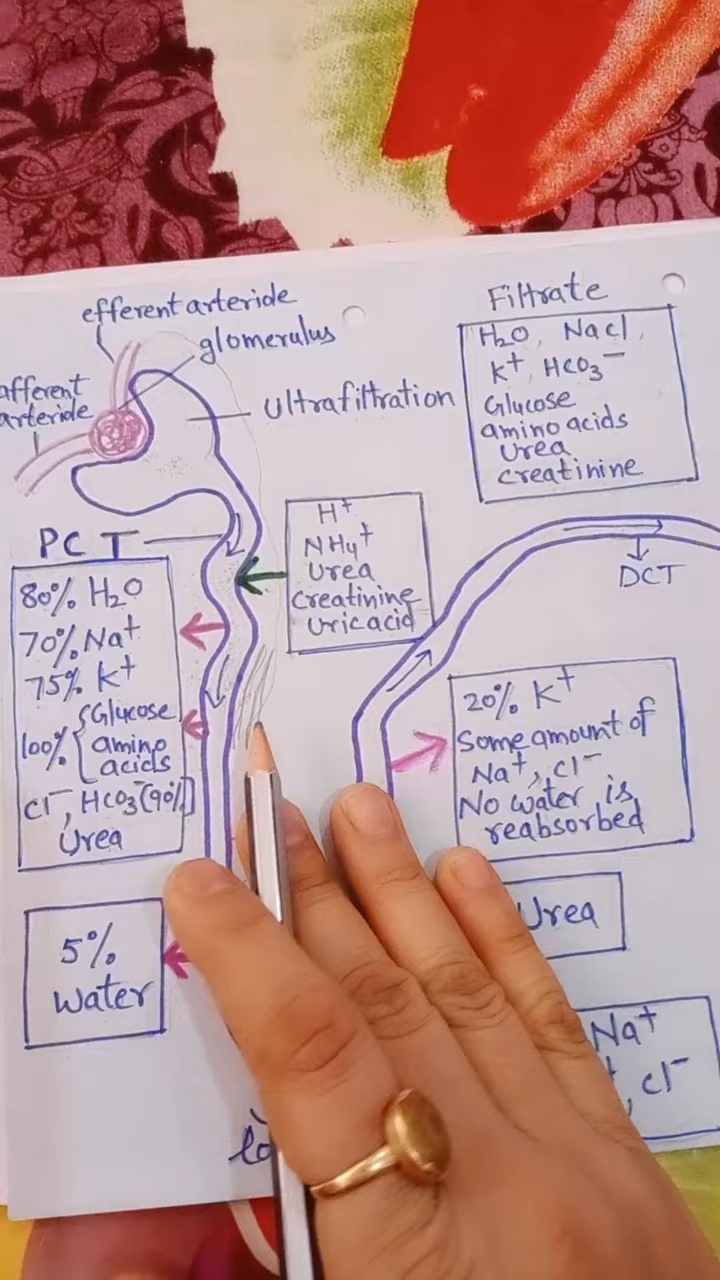 efferent arteride
glomerulus
afferent
arteride
Ultrafiltration
Filtrate
H₂O, Nacl,
K⁺, HCO₃⁻
Glucose
amino acids
Urea
creatinine
PCT
80% H₂O
70% Na⁺
75% K⁺
100% { Glucose
amino
acids
Cl⁻, HCO₃⁻(90%)
Urea
H⁺
NH₄⁺
Urea
creatinine
Uric acid
DCT
20% K⁺
Some amount of
Na⁺, Cl⁻
No water is
reabsorbed
5%
Water
Urea
Na⁺
, Cl⁻